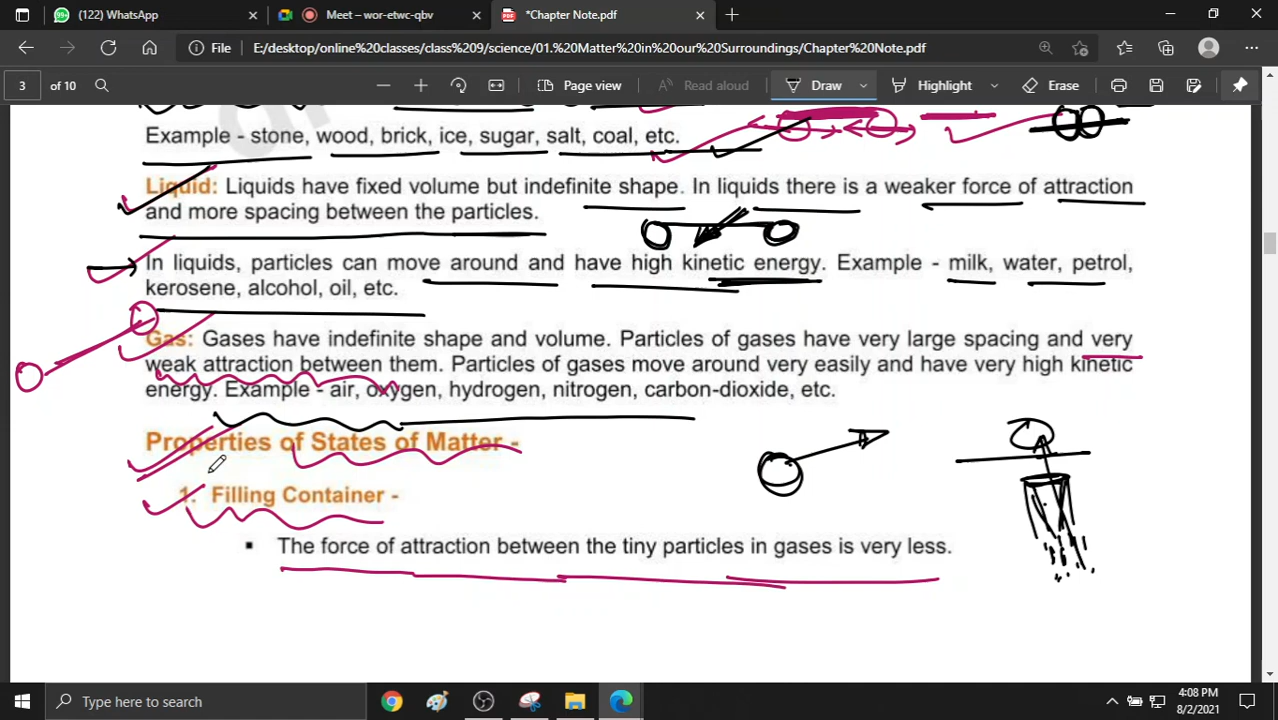 (122) WhatsApp
Meet – wor-etwc-qbv
*Chapter Note.pdf
File
E:/desktop/online%20classes/class%209/science/01.%20Matter%20in%20our%20Surroundings/Chapter%20Note.pdf
3 of 10
Page view
Read aloud
Draw
Highlight
Erase
Example - stone, wood, brick, ice, sugar, salt, coal, etc.
Liquid: Liquids have fixed volume but indefinite shape. In liquids there is a weaker force of attraction
and more spacing between the particles.
In liquids, particles can move around and have high kinetic energy. Example - milk, water, petrol,
kerosene, alcohol, oil, etc.
Gas: Gases have indefinite shape and volume. Particles of gases have very large spacing and very
weak attraction between them. Particles of gases move around very easily and have very high kinetic
energy. Example - air, oxygen, hydrogen, nitrogen, carbon-dioxide, etc.
Properties of States of Matter -
1. Filling Container -
▪ The force of attraction between the tiny particles in gases is very less.
Type here to search
4:08 PM
8/2/2021